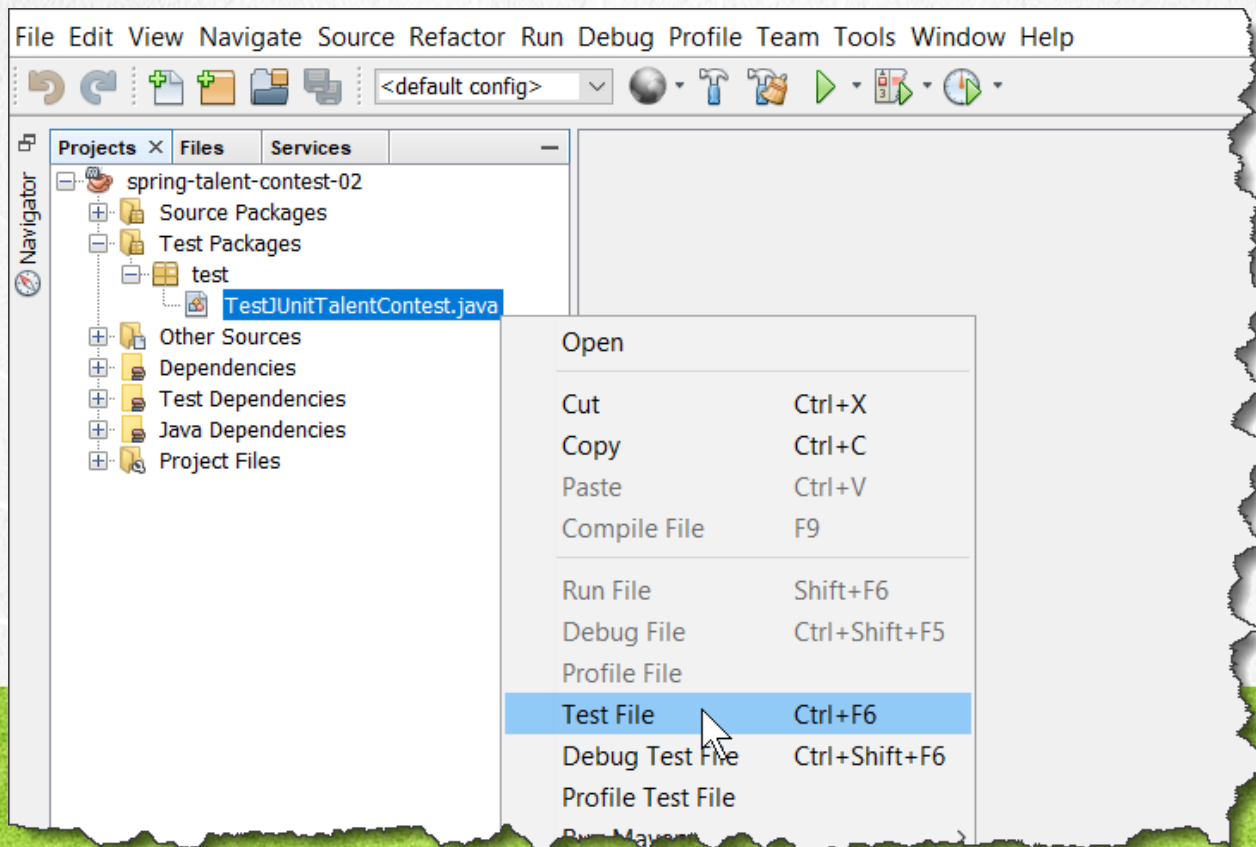 File Edit View Navigate Source Refactor Run Debug Profile Team Tools Window Help
<default config>
Projects Files Services
Navigator
spring-talent-contest-02
Source Packages
Test Packages
test
TestJUnitTalentContest.java
Other Sources
Dependencies
Test Dependencies
Java Dependencies
Project Files
Open
Cut Ctrl+X
Copy Ctrl+C
Paste Ctrl+V
Compile File F9
Run File Shift+F6
Debug File Ctrl+Shift+F5
Profile File
Test File Ctrl+F6
Debug Test File Ctrl+Shift+F6
Profile Test File